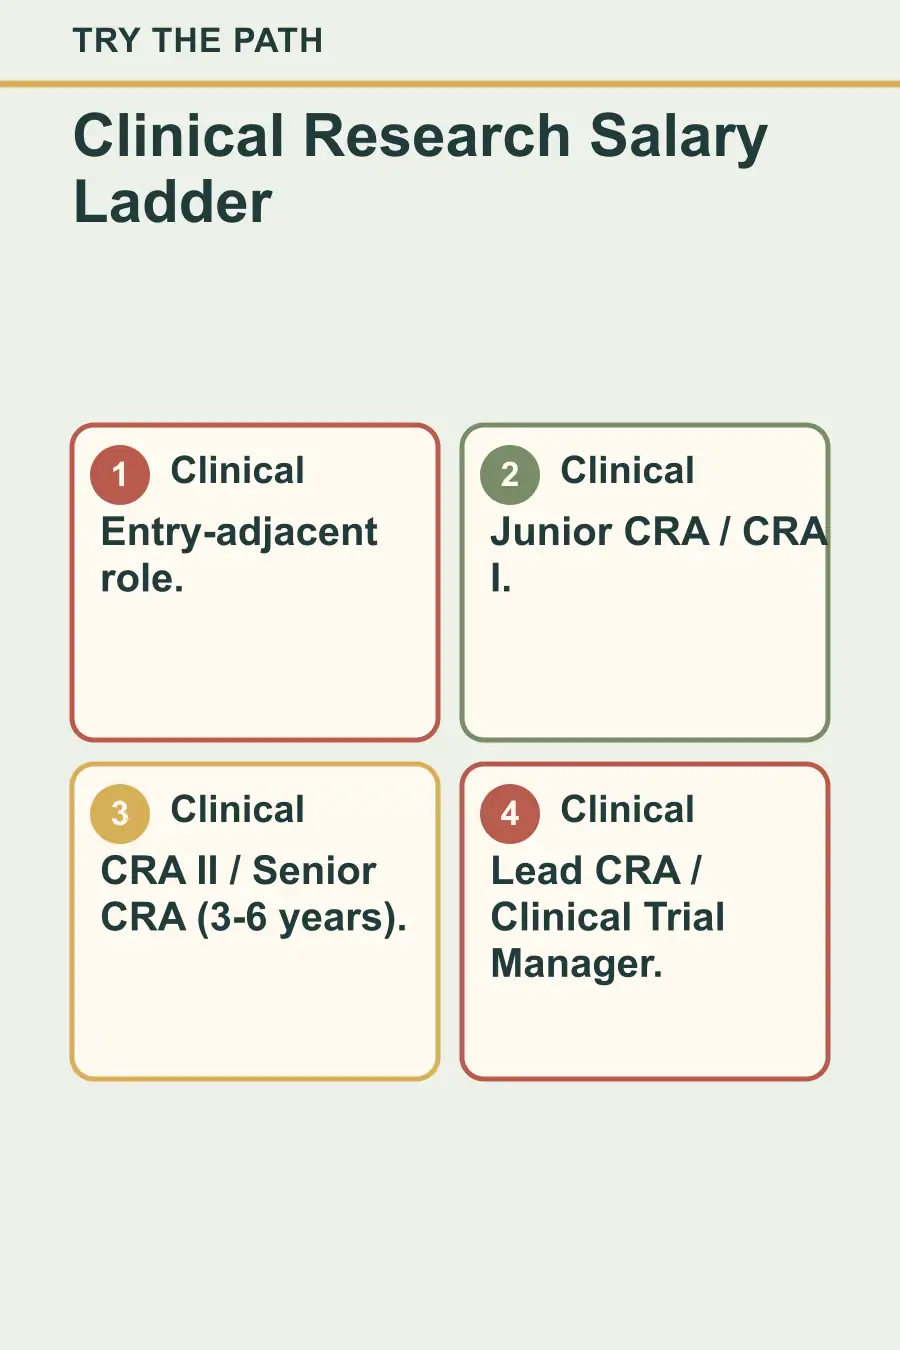 TRY THE PATH
Clinical Research Salary
Ladder
1 Clinical
Entry-adjacent
role.
2 Clinical
Junior CRA / CRA
I.
3 Clinical
CRA II / Senior
CRA (3-6 years).
4 Clinical
Lead CRA /
Clinical Trial
Manager.